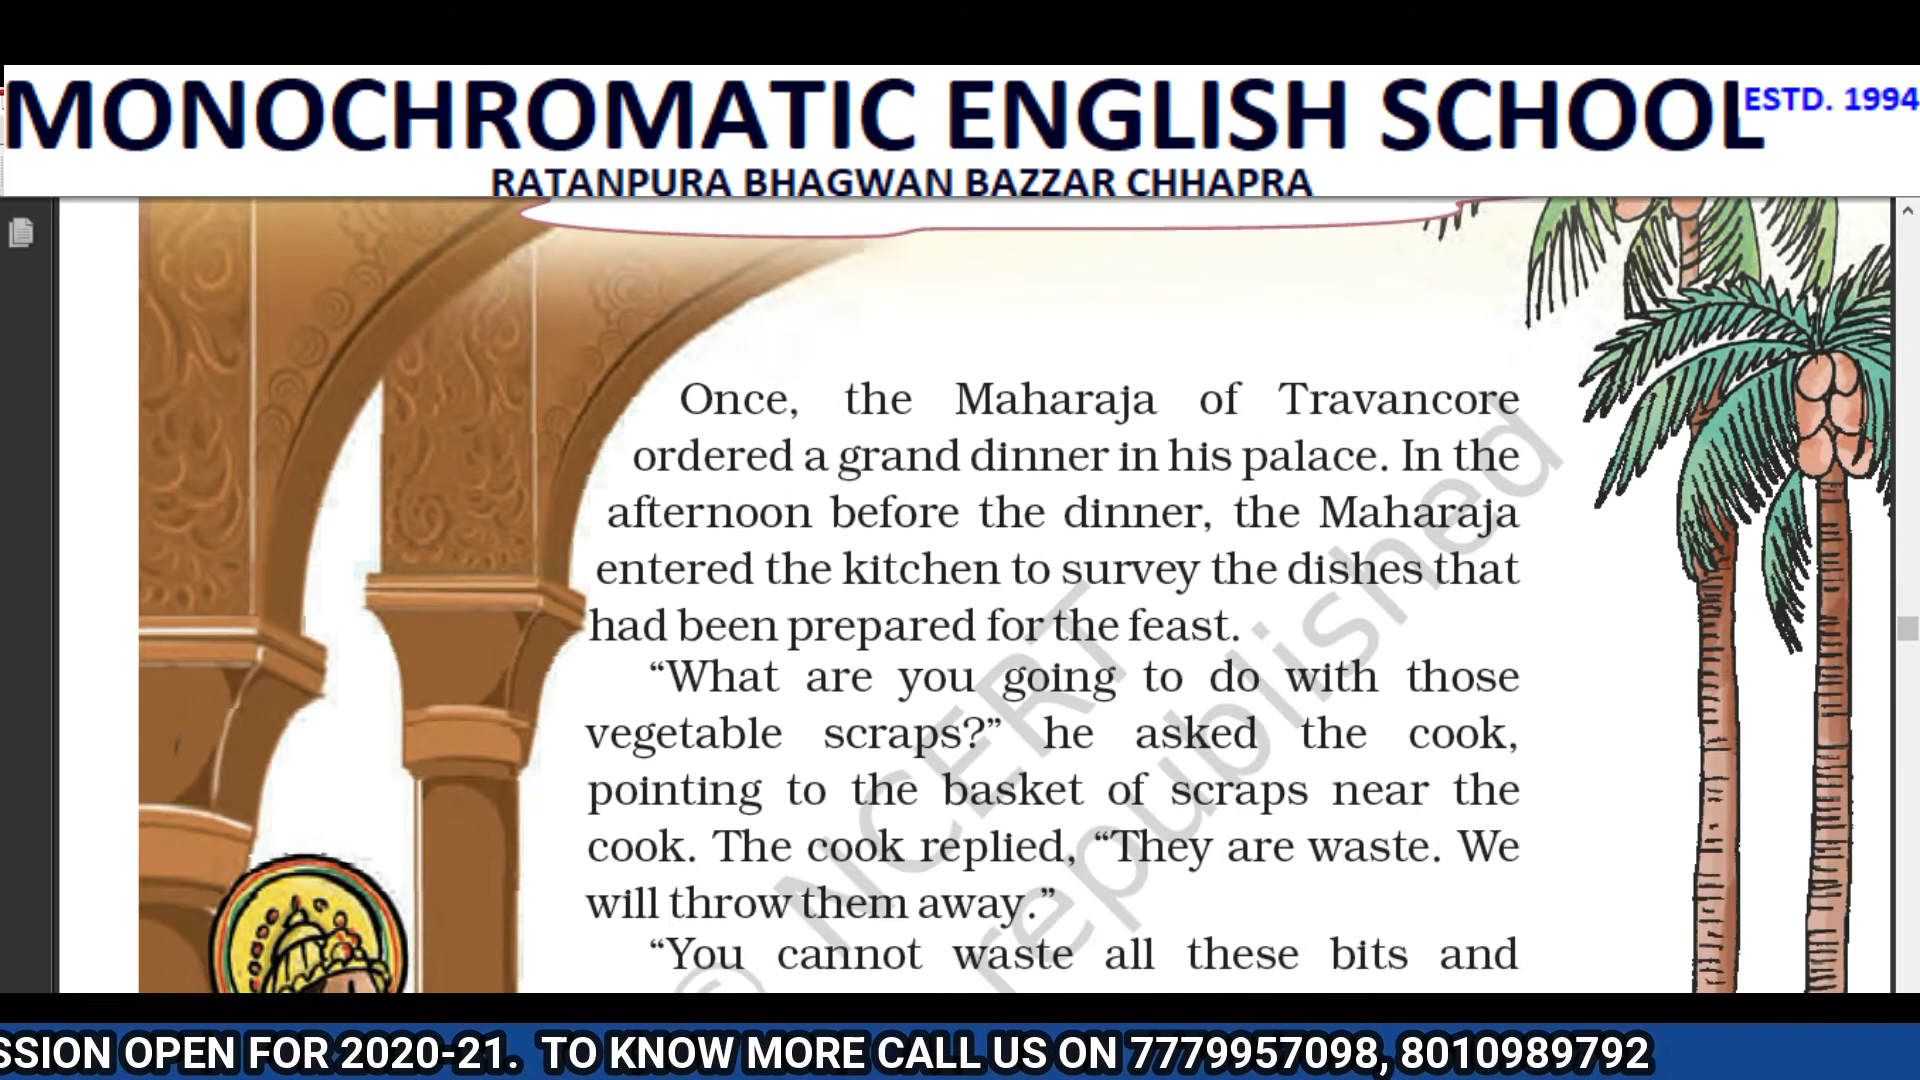 MONOCHROMATIC ENGLISH SCHOOL
ESTD. 1994
RATANPURA BHAGWAN BAZZAR CHHAPRA
Once, the Maharaja of Travancore
ordered a grand dinner in his palace. In the
afternoon before the dinner, the Maharaja
entered the kitchen to survey the dishes that
had been prepared for the feast.
“What are you going to do with those
vegetable scraps?” he asked the cook,
pointing to the basket of scraps near the
cook. The cook replied, “They are waste. We
will throw them away.”
“You cannot waste all these bits and
© NCERT
republished
SSION OPEN FOR 2020-21. TO KNOW MORE CALL US ON 7779957098, 8010989792